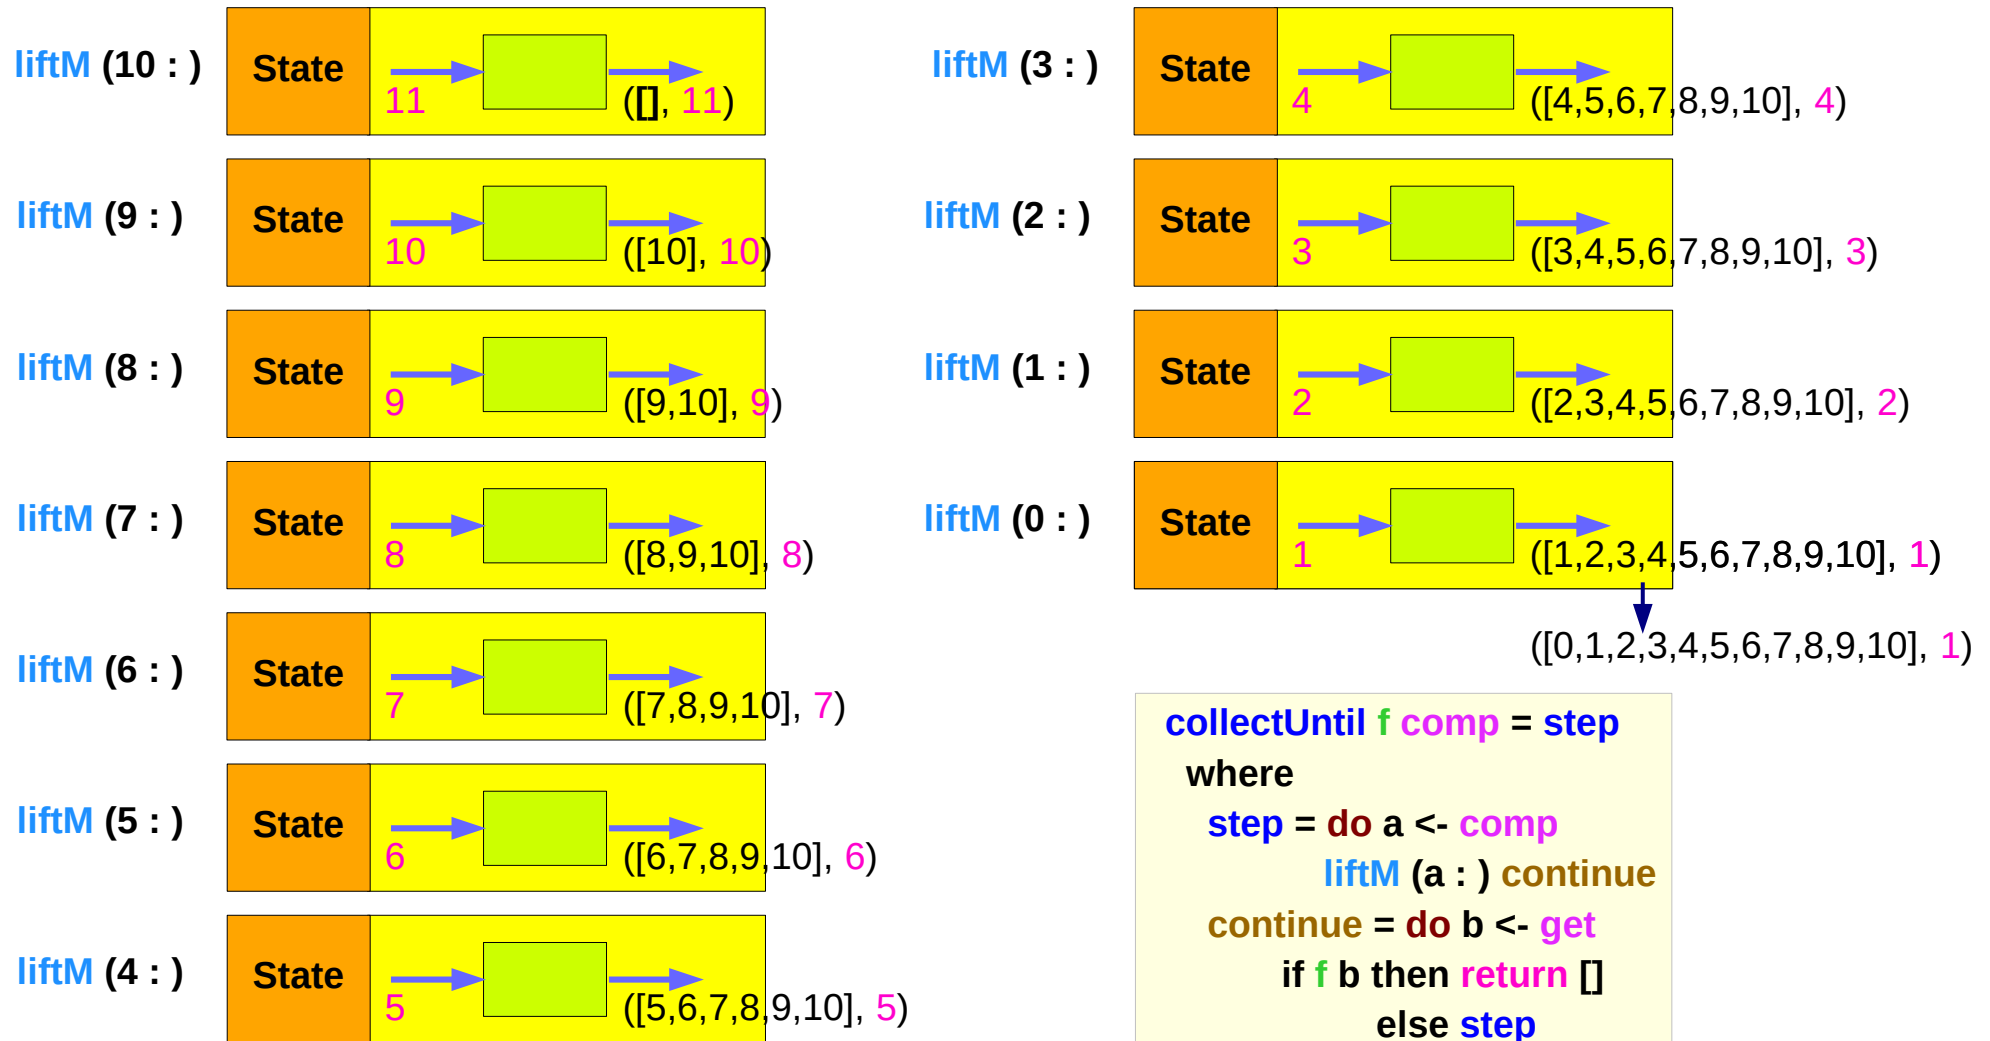 liftM (10 : ) State 11 ([], 11)
liftM (9 : ) State 10 ([10], 10)
liftM (8 : ) State 9 ([9,10], 9)
liftM (7 : ) State 8 ([8,9,10], 8)
liftM (6 : ) State 7 ([7,8,9,10], 7)
liftM (5 : ) State 6 ([6,7,8,9,10], 6)
liftM (4 : ) State 5 ([5,6,7,8,9,10], 5)
liftM (3 : ) State 4 ([4,5,6,7,8,9,10], 4)
liftM (2 : ) State 3 ([3,4,5,6,7,8,9,10], 3)
liftM (1 : ) State 2 ([2,3,4,5,6,7,8,9,10], 2)
liftM (0 : ) State 1 ([1,2,3,4,5,6,7,8,9,10], 1)
([0,1,2,3,4,5,6,7,8,9,10], 1)
collectUntil f comp = step
where
step = do a <- comp
liftM (a : ) continue
continue = do b <- get
if f b then return []
else step